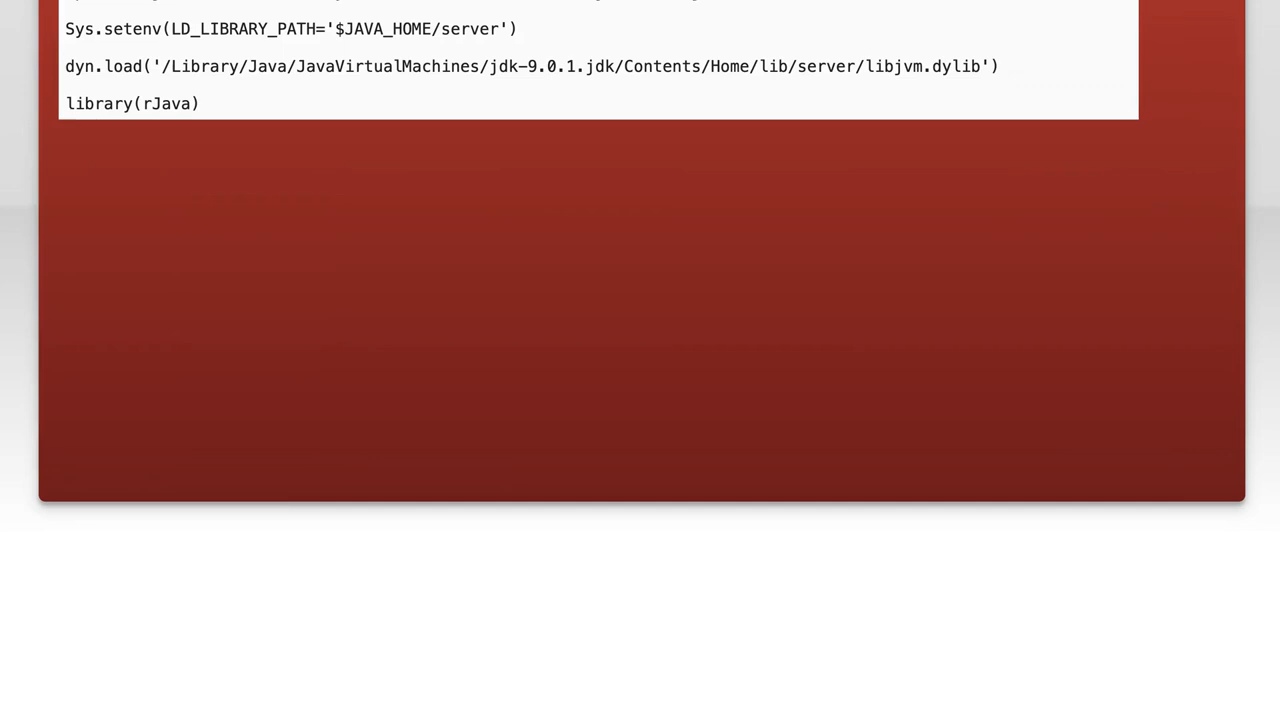 Sys.setenv(LD_LIBRARY_PATH='$JAVA_HOME/server')
dyn.load('/Library/Java/JavaVirtualMachines/jdk-9.0.1.jdk/Contents/Home/lib/server/libjvm.dylib')
library(rJava)